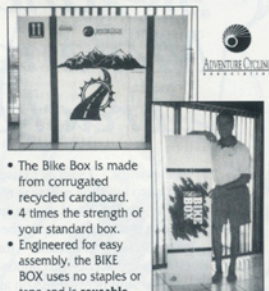 ADVENTURE CYCLING
• The Bike Box is made
from corrugated
recycled cardboard.
• 4 times the strength of
your standard box.
• Engineered for easy
assembly, the BIKE
BOX uses no staples or
BIKE
BOX